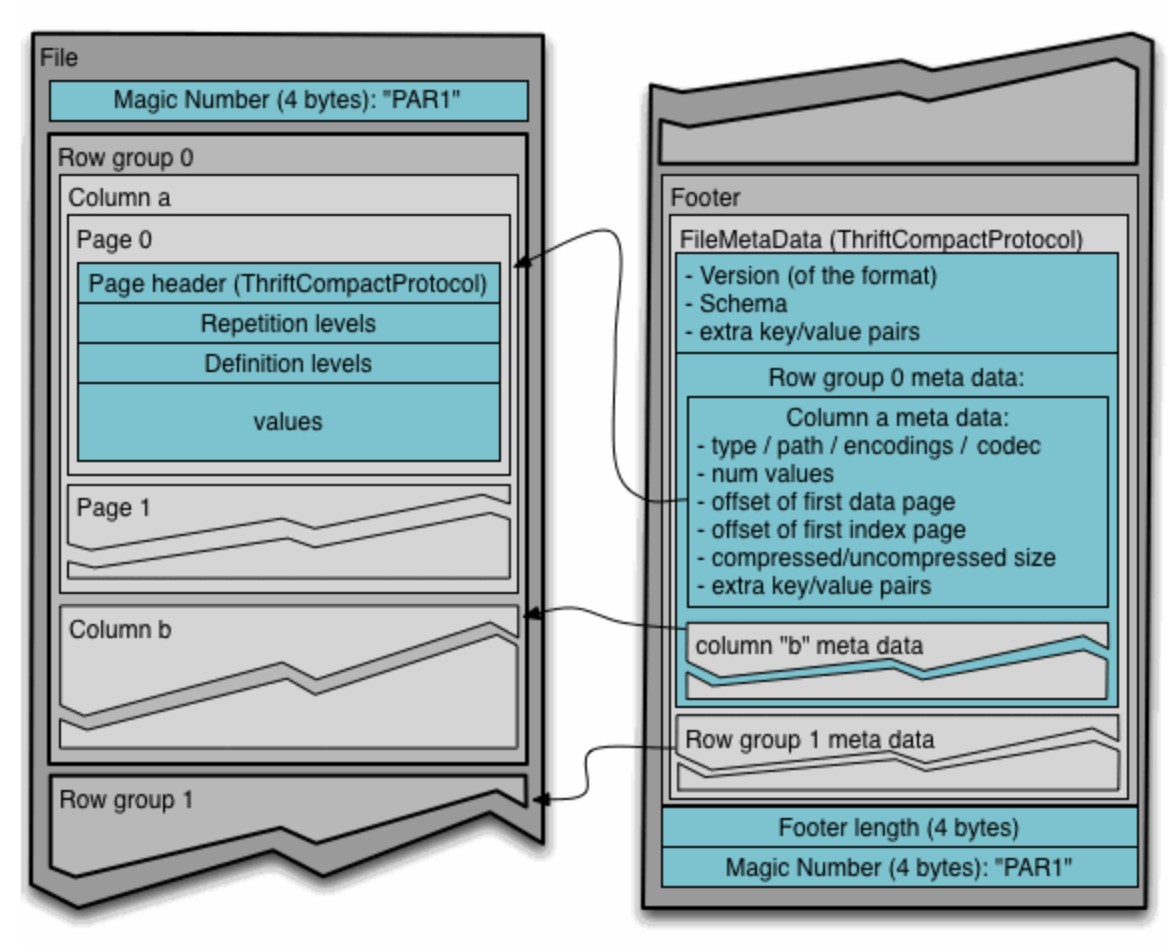 File
Magic Number (4 bytes): "PAR1"
Row group 0
Column a
Page 0
Page header (ThriftCompactProtocol)
Repetition levels
Definition levels
values
Page 1
Column b
Row group 1
Footer
FileMetaData (ThriftCompactProtocol)
- Version (of the format)
- Schema
- extra key/value pairs
Row group 0 meta data:
Column a meta data:
- type / path / encodings / codec
- num values
- offset of first data page
- offset of first index page
- compressed/uncompressed size
- extra key/value pairs
column "b" meta data
Row group 1 meta data
Footer length (4 bytes)
Magic Number (4 bytes): "PAR1"